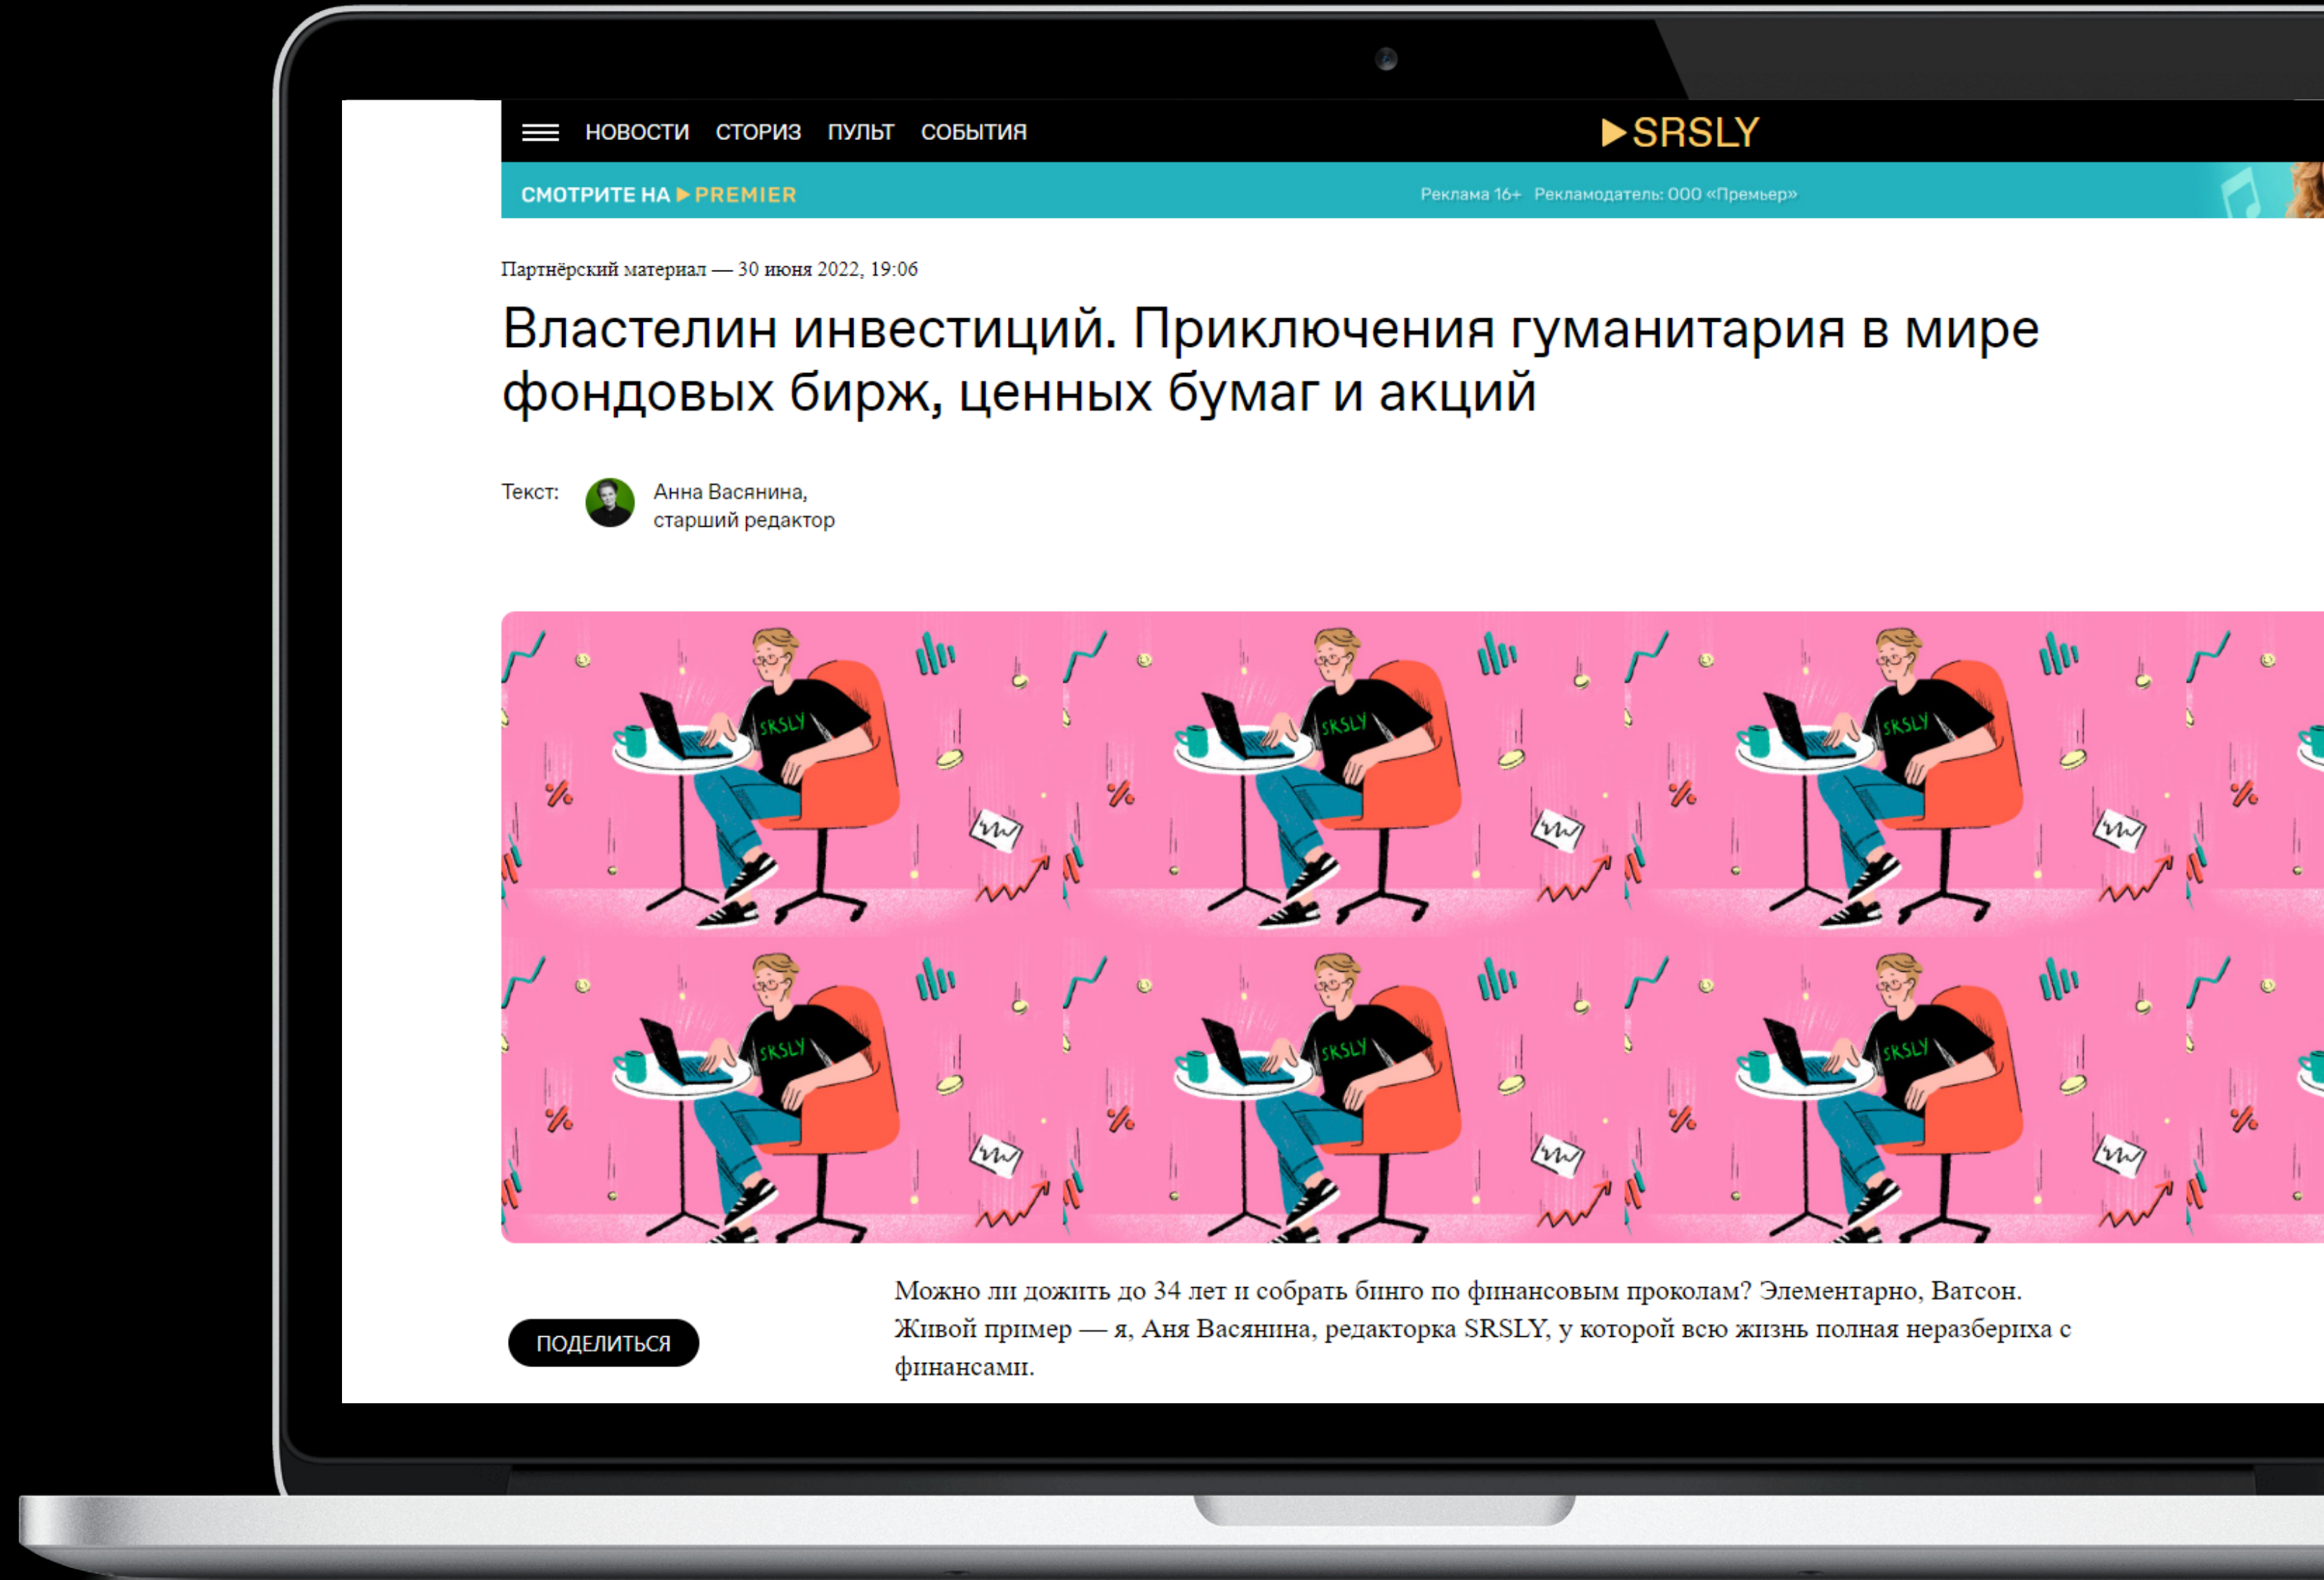 НОВОСТИ СТОРИЗ ПУЛЬТ СОБЫТИЯ
SRSLY
СМОТРИТЕ НА PREMIER
Реклама 16+ Рекламодатель: ООО «Премьер»
Партнёрский материал — 30 июня 2022, 19:06
Властелин инвестиций. Приключения гуманитария в мире
фондовых бирж, ценных бумаг и акций
Текст:
Анна Васянина,
старший редактор
SRSLY
SRSLY
SRSLY
SRSLY
SRSLY
SRSLY
Можно ли дожить до 34 лет и собрать бинго по финансовым проколам? Элементарно, Ватсон.
Живой пример — я, Аня Васянина, редакторка SRSLY, у которой всю жизнь полная неразбериха с
финансами.
ПОДЕЛИТЬСЯ